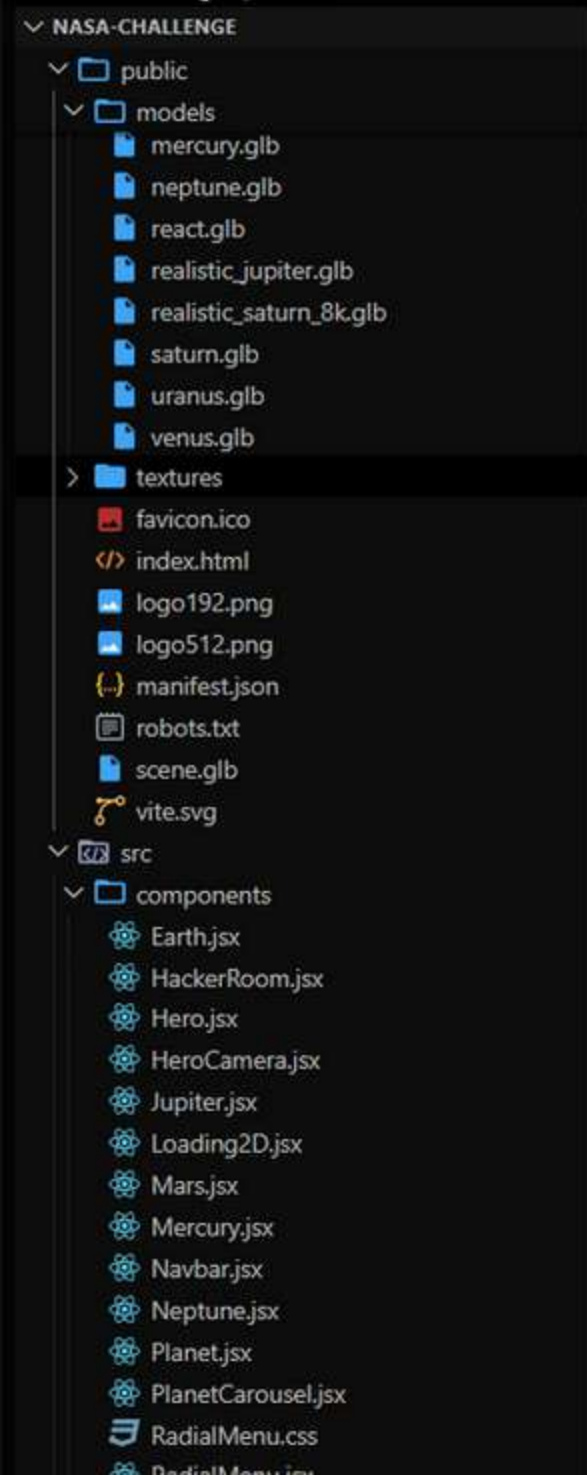 NASA-CHALLENGE
public
models
mercury.glb
neptune.glb
react.glb
realistic_jupiter.glb
realistic_saturn_8k.glb
saturn.glb
uranus.glb
venus.glb
textures
favicon.ico
index.html
logo192.png
logo512.png
manifest.json
robots.txt
scene.glb
vite.svg
src
components
Earth.jsx
HackerRoom.jsx
Hero.jsx
HeroCamera.jsx
Jupiter.jsx
Loading2D.jsx
Mars.jsx
Mercury.jsx
Navbar.jsx
Neptune.jsx
Planet.jsx
PlanetCarousel.jsx
RadialMenu.css
RadialMenu.jsx